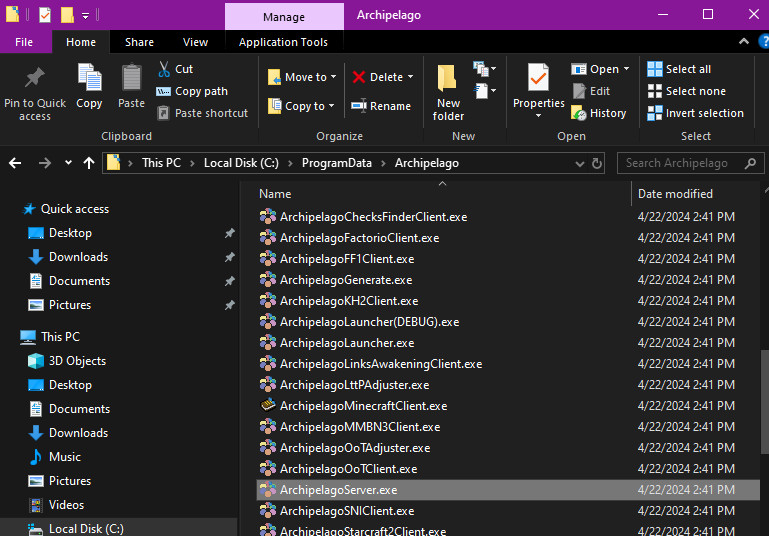 Manage
Archipelago
File
Home
Share
View
Application Tools
Pin to Quick access
Copy
Paste
Cut
Copy path
Paste shortcut
Clipboard
Move to
Copy to
Delete
Rename
Organize
New folder
New
Properties
Open
Edit
History
Open
Select all
Select none
Invert selection
Select
This PC > Local Disk (C:) > ProgramData > Archipelago
Search Archipelago
Quick access
Desktop
Downloads
Documents
Pictures
This PC
3D Objects
Desktop
Documents
Downloads
Music
Pictures
Videos
Local Disk (C:)
Name Date modified
ArchipelagoChecksFinderClient.exe 4/22/2024 2:41 PM
ArchipelagoFactorioClient.exe 4/22/2024 2:41 PM
ArchipelagoFF1Client.exe 4/22/2024 2:41 PM
ArchipelagoGenerate.exe 4/22/2024 2:41 PM
ArchipelagoKH2Client.exe 4/22/2024 2:41 PM
ArchipelagoLauncher(DEBUG).exe 4/22/2024 2:41 PM
ArchipelagoLauncher.exe 4/22/2024 2:41 PM
ArchipelagoLinksAwakeningClient.exe 4/22/2024 2:41 PM
ArchipelagoLttPAdjuster.exe 4/22/2024 2:41 PM
ArchipelagoMinecraftClient.exe 4/22/2024 2:41 PM
ArchipelagoMMBN3Client.exe 4/22/2024 2:41 PM
ArchipelagoOoTAdjuster.exe 4/22/2024 2:41 PM
ArchipelagoOoTClient.exe 4/22/2024 2:41 PM
ArchipelagoServer.exe 4/22/2024 2:41 PM
ArchipelagoSNIClient.exe 4/22/2024 2:41 PM
ArchipelagoStarcraft2Client.exe 4/22/2024 2:41 PM